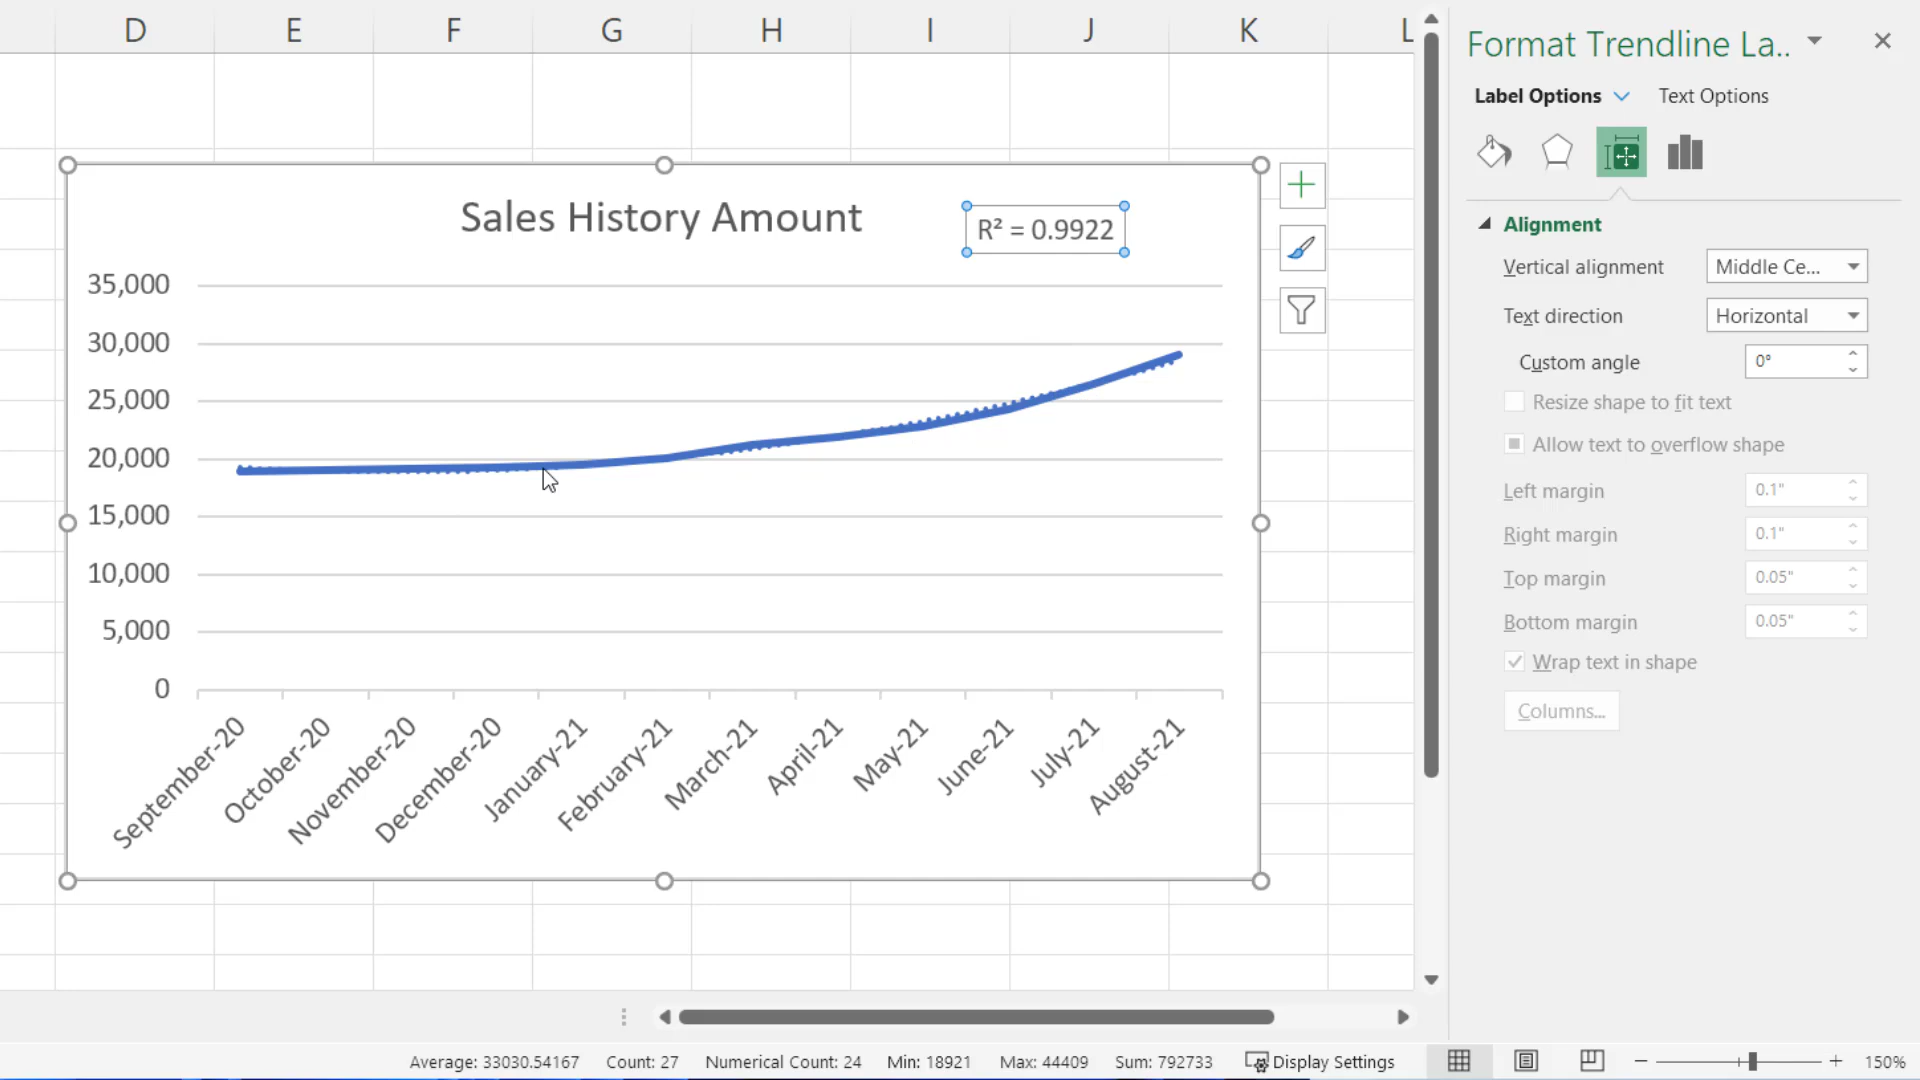 D E F G H I J K L
Format Trendline La..
Label Options Text Options
Sales History Amount
R² = 0.9922
35,000
30,000
25,000
20,000
15,000
10,000
5,000
0
September-20
October-20
November-20
December-20
January-21
February-21
March-21
April-21
May-21
June-21
July-21
August-21
Alignment
Vertical alignment Middle Ce...
Text direction Horizontal
Custom angle 0°
Resize shape to fit text
Allow text to overflow shape
Left margin 0.1"
Right margin 0.1"
Top margin 0.05"
Bottom margin 0.05"
Wrap text in shape
Columns...
Average: 33030.54167 Count: 27 Numerical Count: 24 Min: 18921 Max: 44409 Sum: 792733 Display Settings 150%